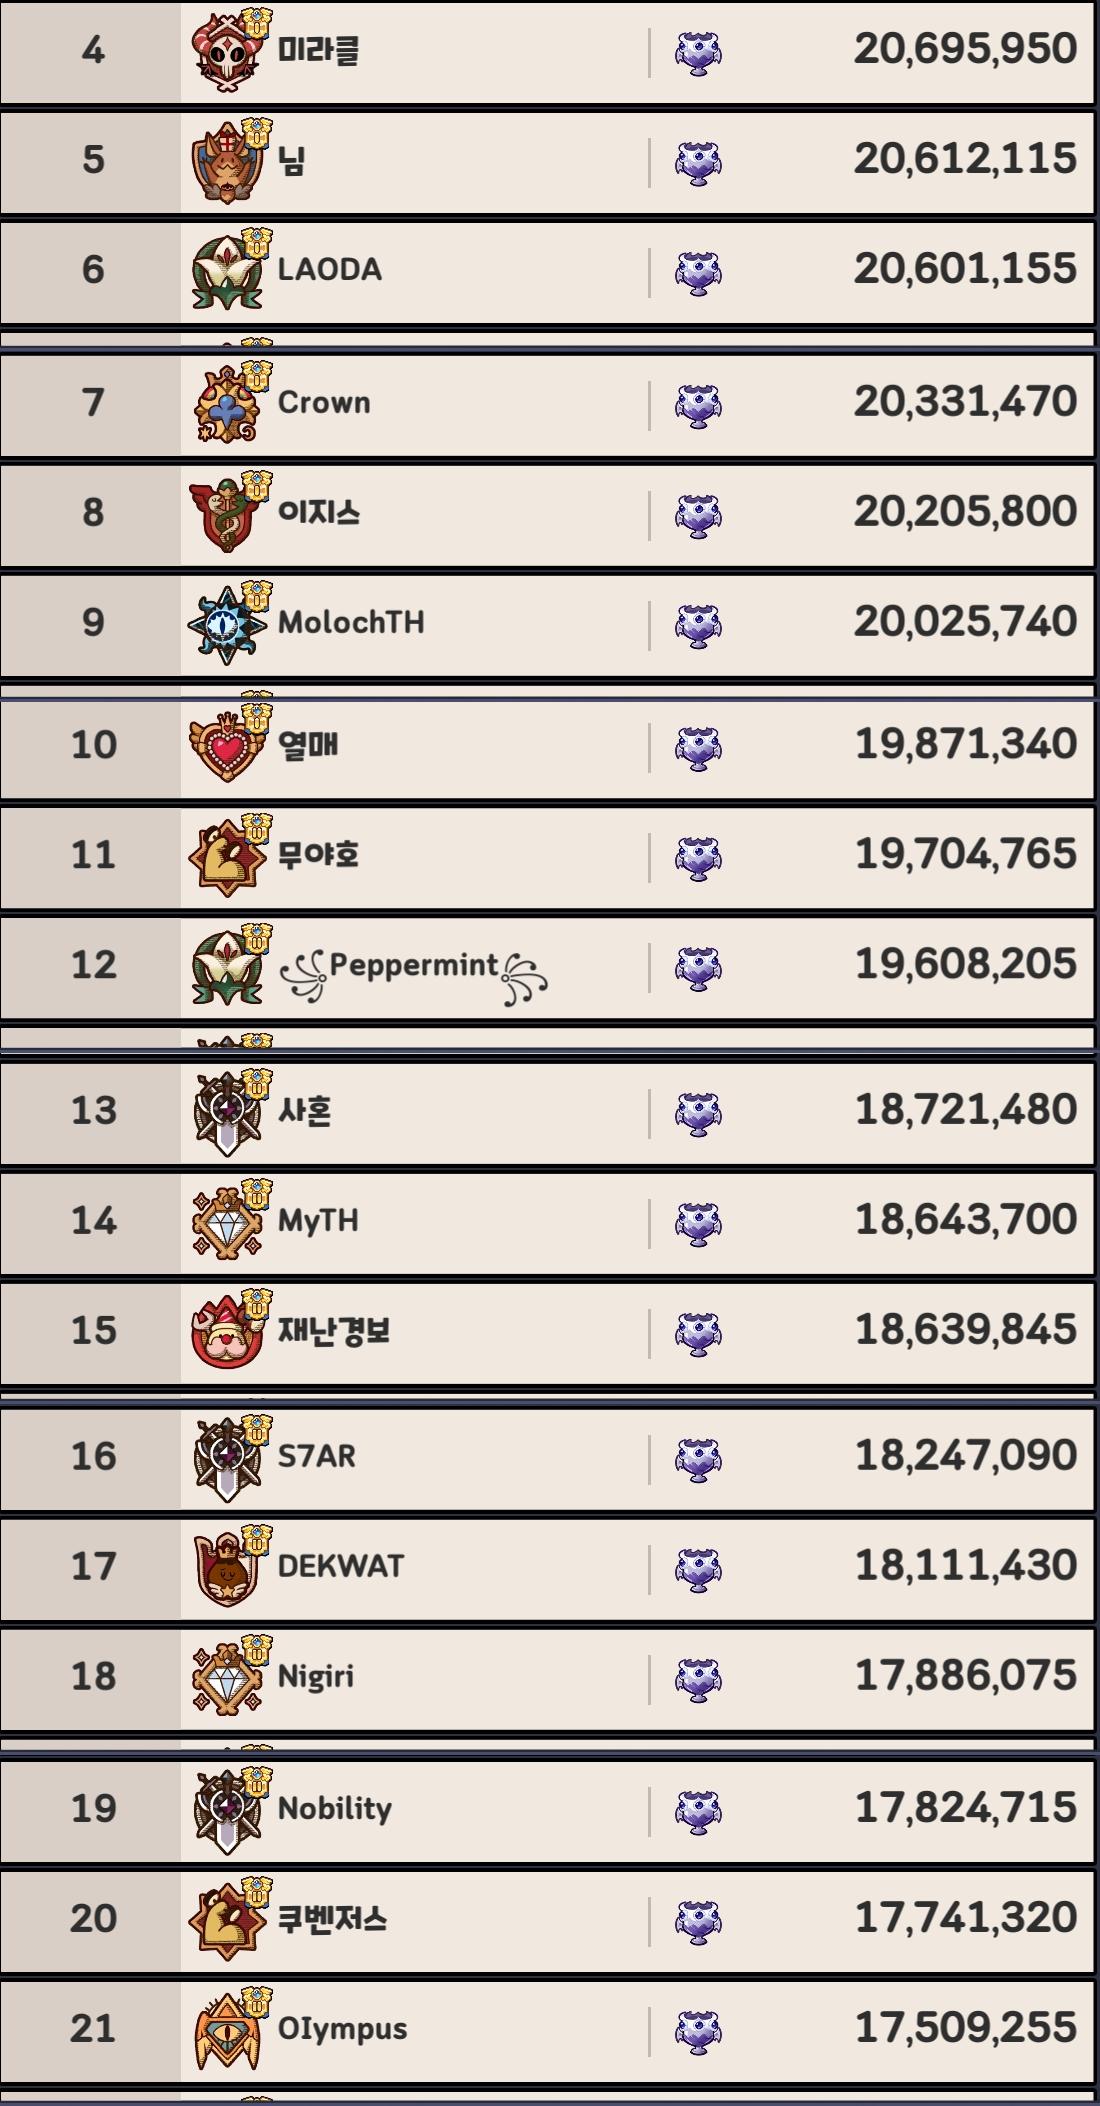 4 미라클 20,695,950
5 님 20,612,115
6 LAODA 20,601,155
7 Crown 20,331,470
8 이지스 20,205,800
9 MolochTH 20,025,740
10 열매 19,871,340
11 무야호 19,704,765
12 ꧁Peppermint꧂ 19,608,205
13 사혼 18,721,480
14 MyTH 18,643,700
15 재난경보 18,639,845
16 S7AR 18,247,090
17 DEKWAT 18,111,430
18 Nigiri 17,886,075
19 Nobility 17,824,715
20 쿠벤저스 17,741,320
21 OIympus 17,509,255